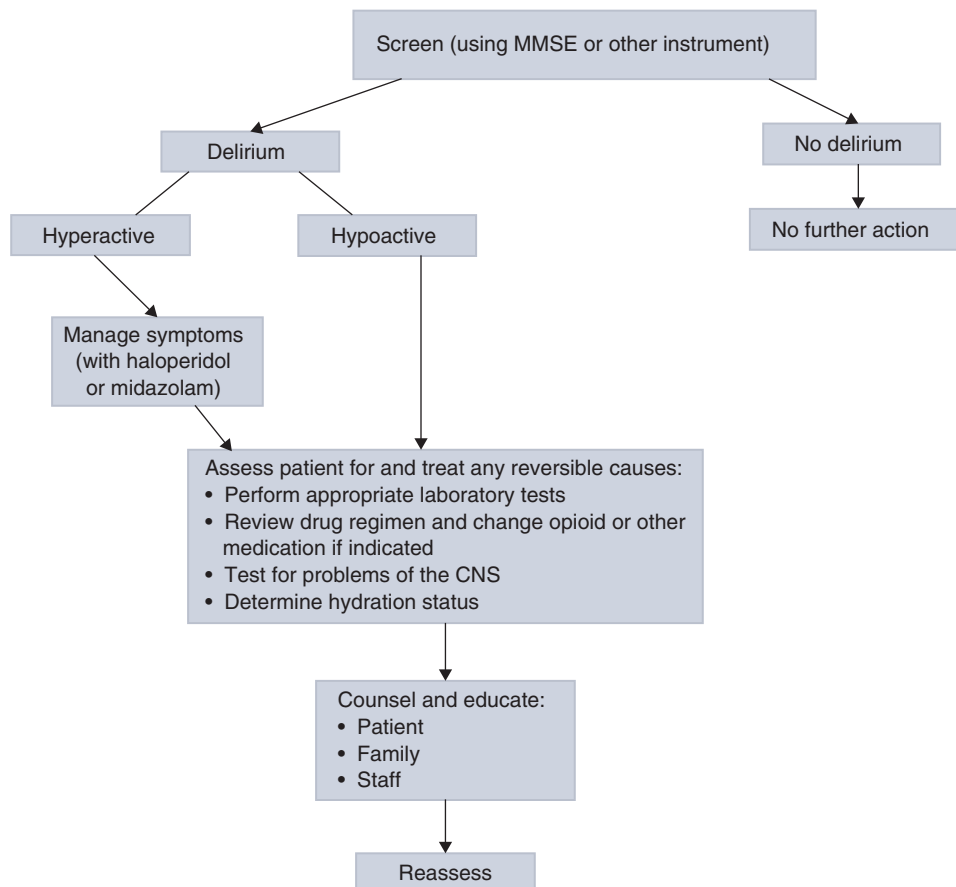 Screen (using MMSE or other instrument)
Delirium
No delirium
Hyperactive
Hypoactive
No further action
Manage symptoms
(with haloperidol
or midazolam)
Assess patient for and treat any reversible causes:
• Perform appropriate laboratory tests
• Review drug regimen and change opioid or other
medication if indicated
• Test for problems of the CNS
• Determine hydration status
Counsel and educate:
• Patient
• Family
• Staff
Reassess